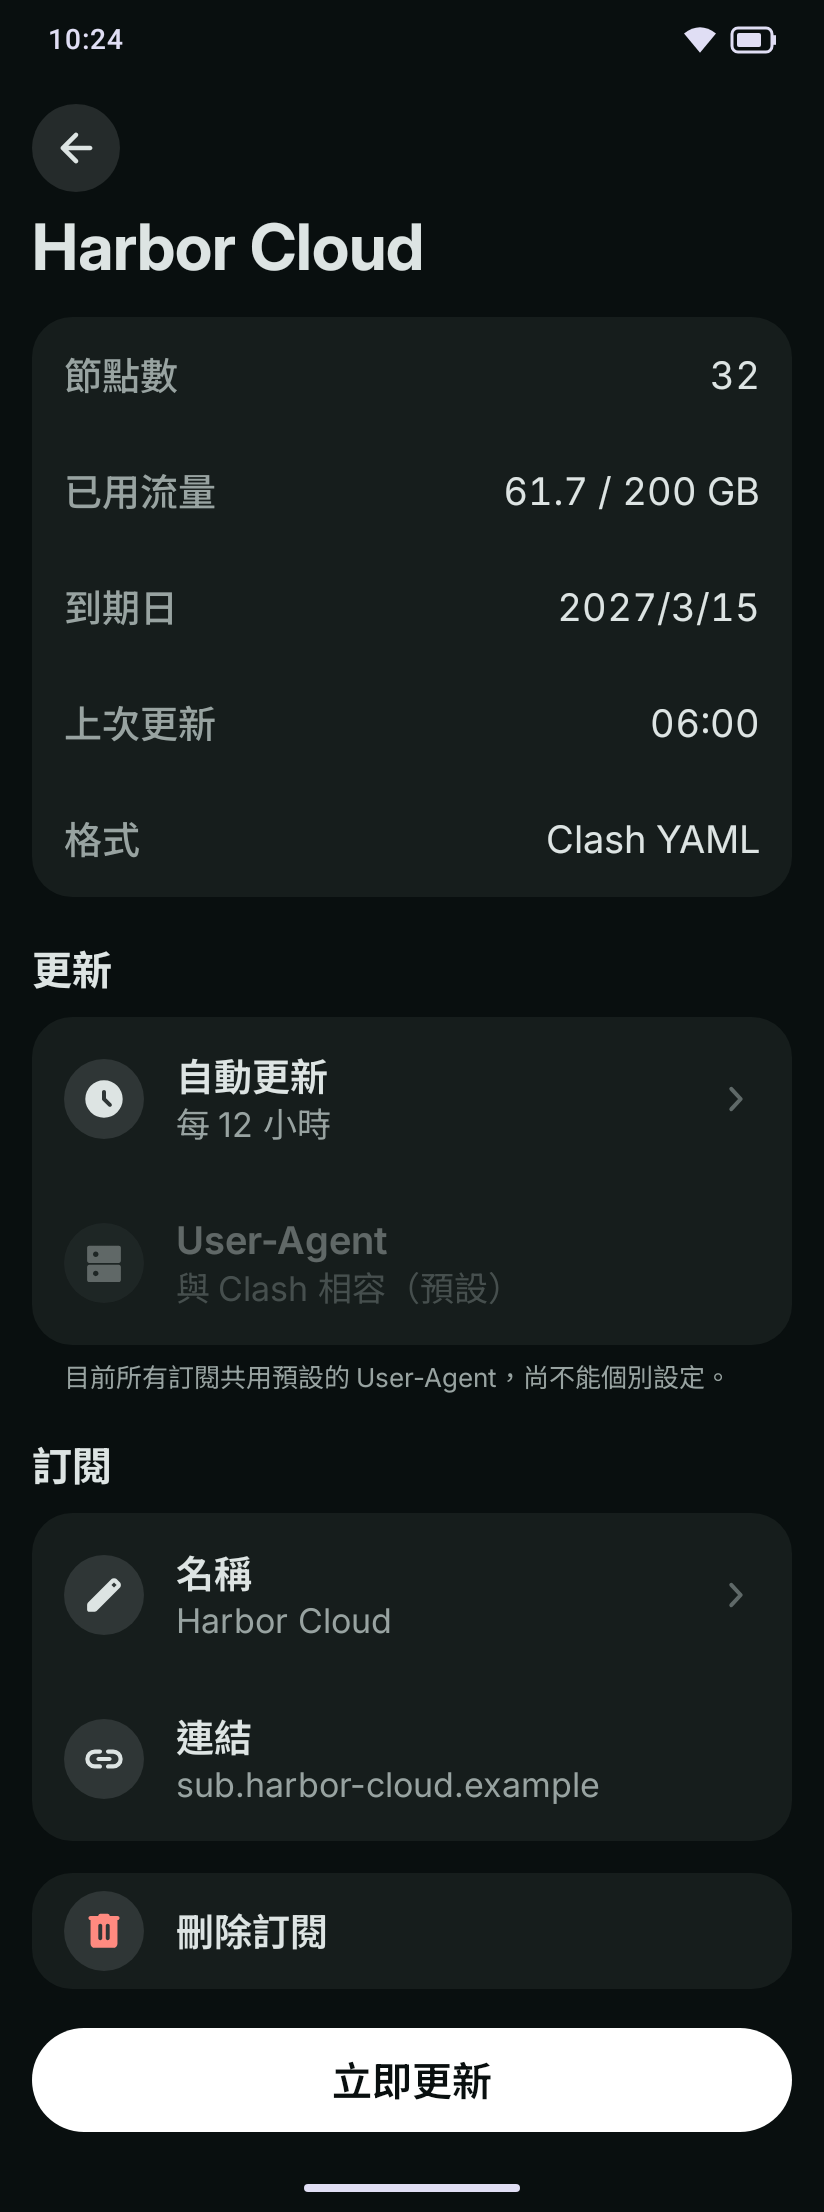 10:24
Harbor Cloud
節點數 32
已用流量 61.7 / 200 GB
到期日 2027/3/15
上次更新 06:00
格式 Clash YAML
更新
自動更新
每 12 小時
User-Agent
與 Clash 相容（預設）
目前所有訂閱共用預設的 User-Agent，尚不能個別設定。
訂閱
名稱
Harbor Cloud
連結
sub.harbor-cloud.example
刪除訂閱
立即更新